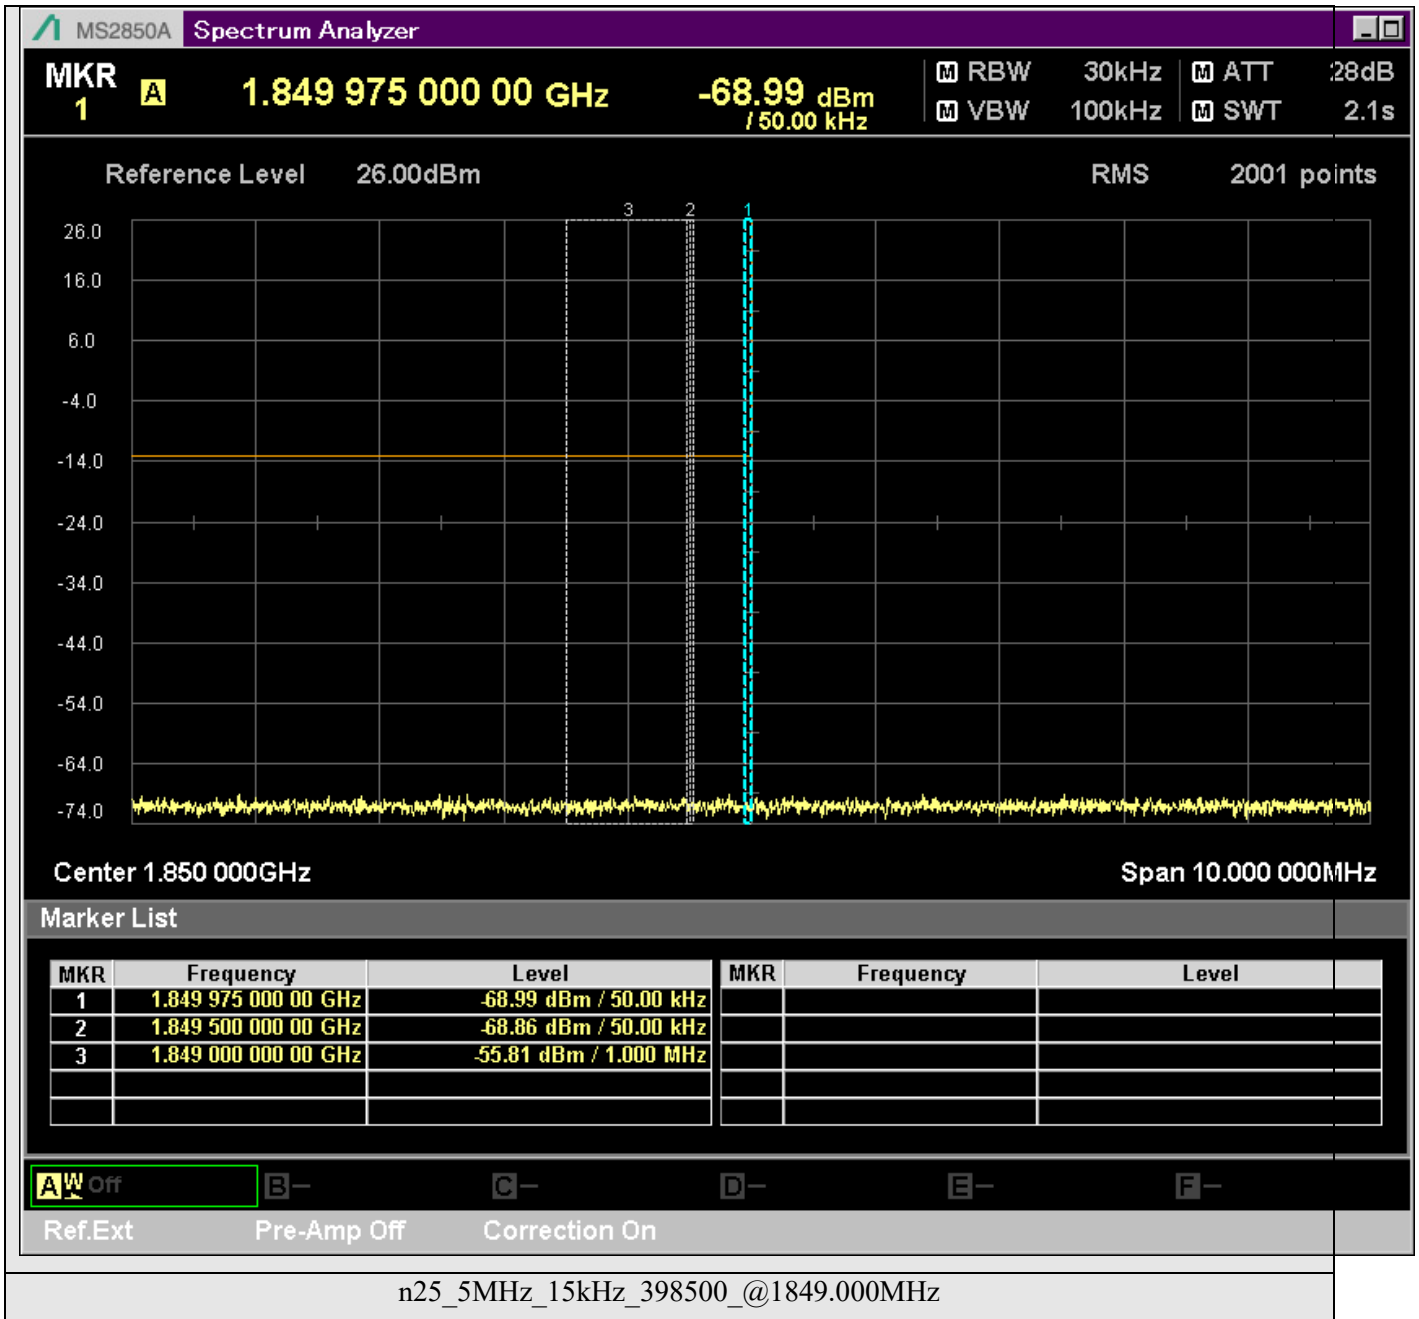 MS2850A Spectrum Analyzer
MKR 1 A 1.849 975 000 00 GHz -68.99 dBm / 50.00 kHz
M RBW 30kHz M ATT 28dB
M VBW 100kHz M SWT 2.1s
Reference Level 26.00dBm RMS 2001 points
3 2 1
26.0
16.0
6.0
-4.0
-14.0
-24.0
-34.0
-44.0
-54.0
-64.0
-74.0
Center 1.850 000GHz Span 10.000 000MHz
Marker List
MKR Frequency Level MKR Frequency Level
1 1.849 975 000 00 GHz -68.99 dBm / 50.00 kHz
2 1.849 500 000 00 GHz -68.86 dBm / 50.00 kHz
3 1.849 000 000 00 GHz -55.81 dBm / 1.000 MHz
A W Off B - C - D - E - F -
Ref.Ext Pre-Amp Off Correction On
n25_5MHz_15kHz_398500_@1849.000MHz